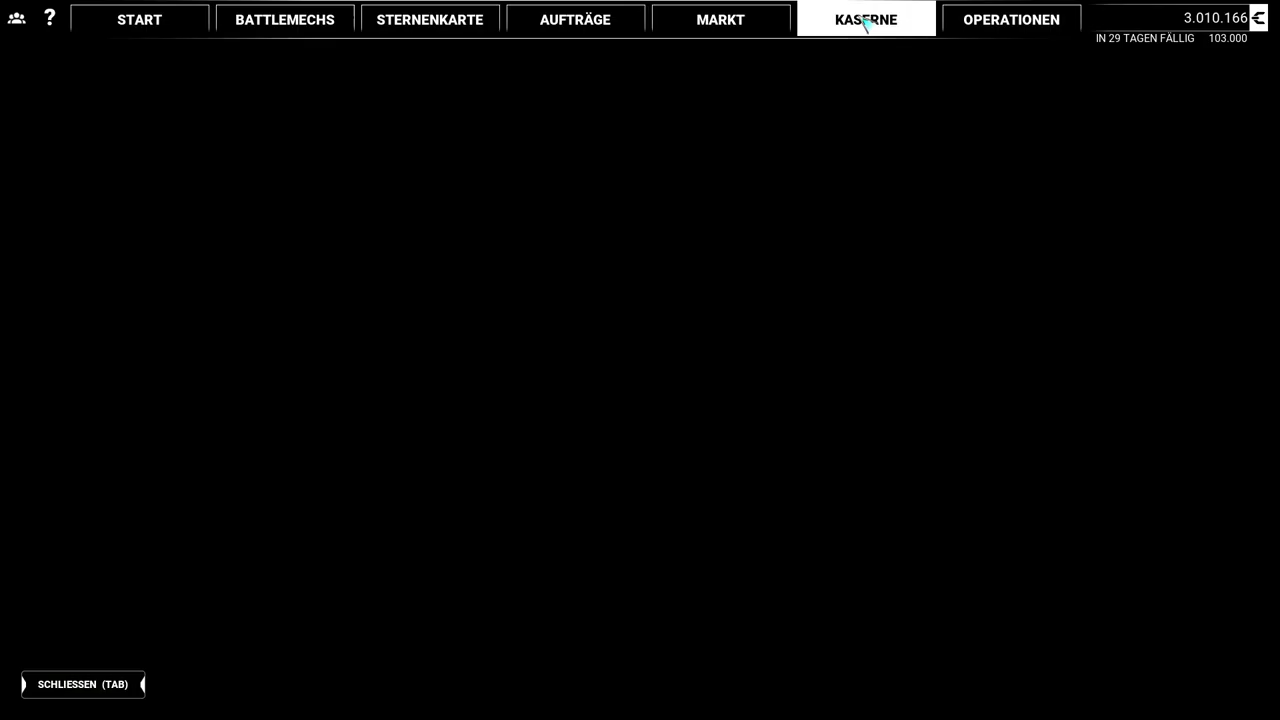 ? START BATTLEMECHS STERNENKARTE AUFTRÄGE MARKT KASERNE OPERATIONEN 3.010.166
IN 29 TAGEN FÄLLIG 103.000
SCHLIESSEN (TAB)